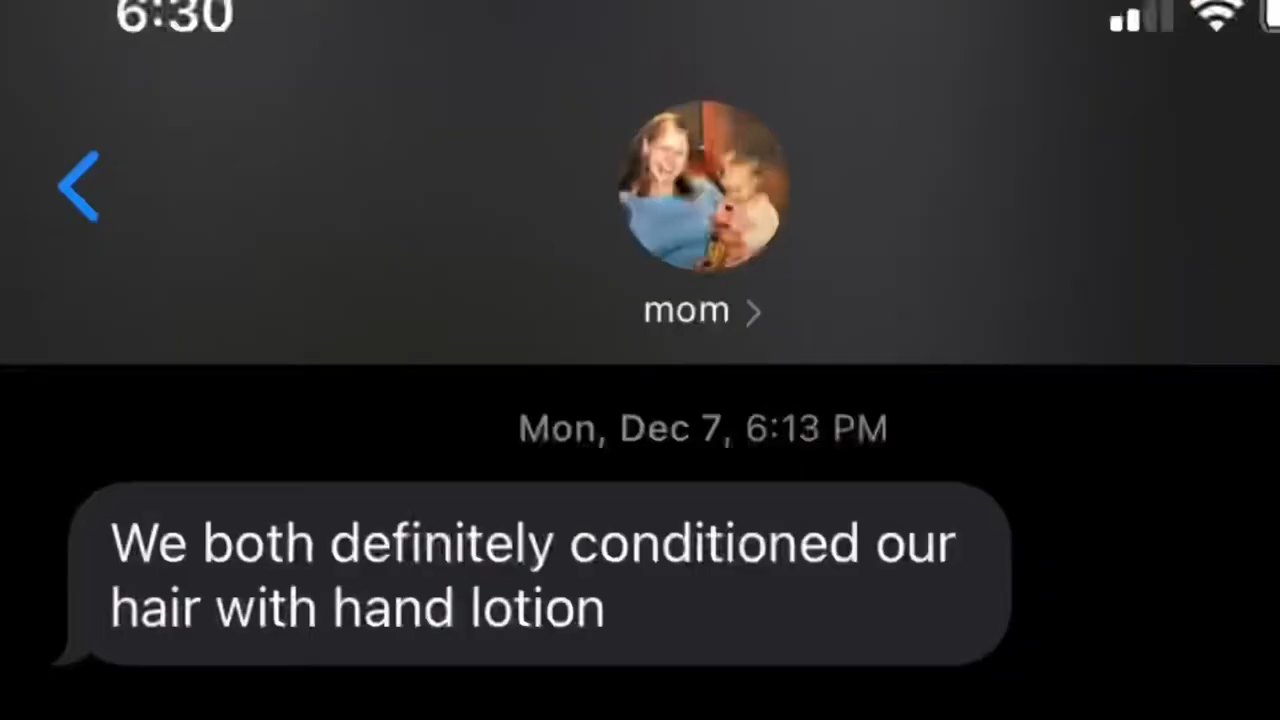 6:30
mom
Mon, Dec 7, 6:13 PM
We both definitely conditioned our
hair with hand lotion